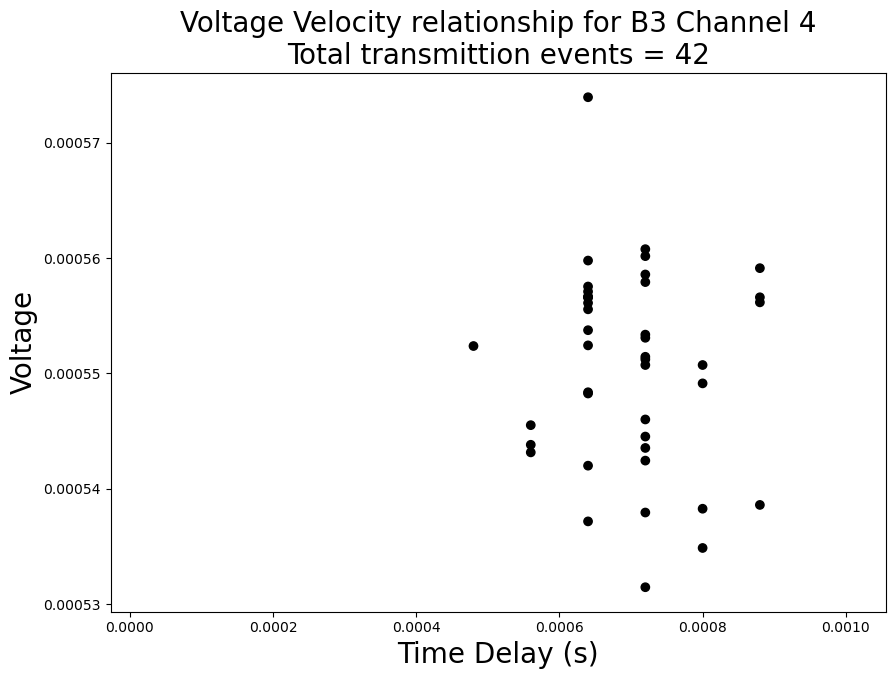 Voltage Velocity relationship for B3 Channel 4
Total transmittion events = 42
0.00057
0.00056
0.00055
0.00054
0.00053
Voltage
0.0000
0.0002
0.0004
0.0006
0.0008
0.0010
Time Delay (s)